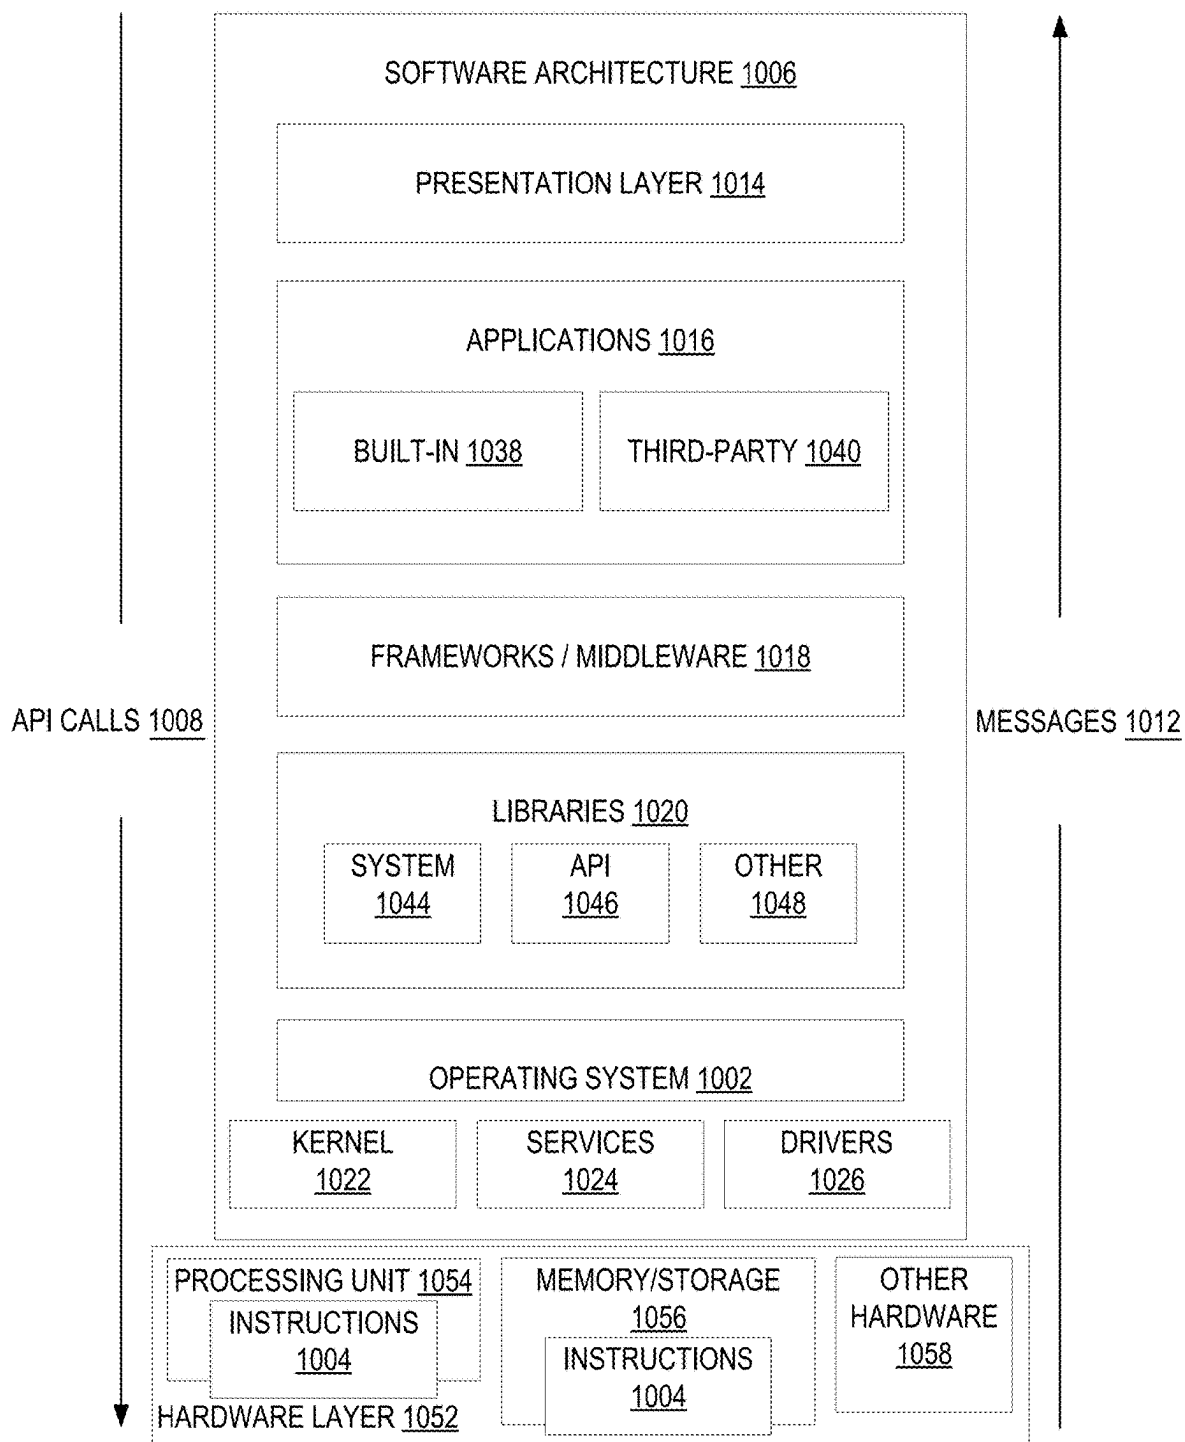 SOFTWARE ARCHITECTURE 1006
PRESENTATION LAYER 1014
APPLICATIONS 1016
BUILT-IN 1038
THIRD-PARTY 1040
FRAMEWORKS / MIDDLEWARE 1018
API CALLS 1008
MESSAGES 1012
LIBRARIES 1020
SYSTEM
1044
API
1046
OTHER
1048
OPERATING SYSTEM 1002
KERNEL
1022
SERVICES
1024
DRIVERS
1026
PROCESSING UNIT 1054
INSTRUCTIONS
1004
MEMORY/STORAGE
1056
INSTRUCTIONS
1004
OTHER
HARDWARE
1058
HARDWARE LAYER 1052